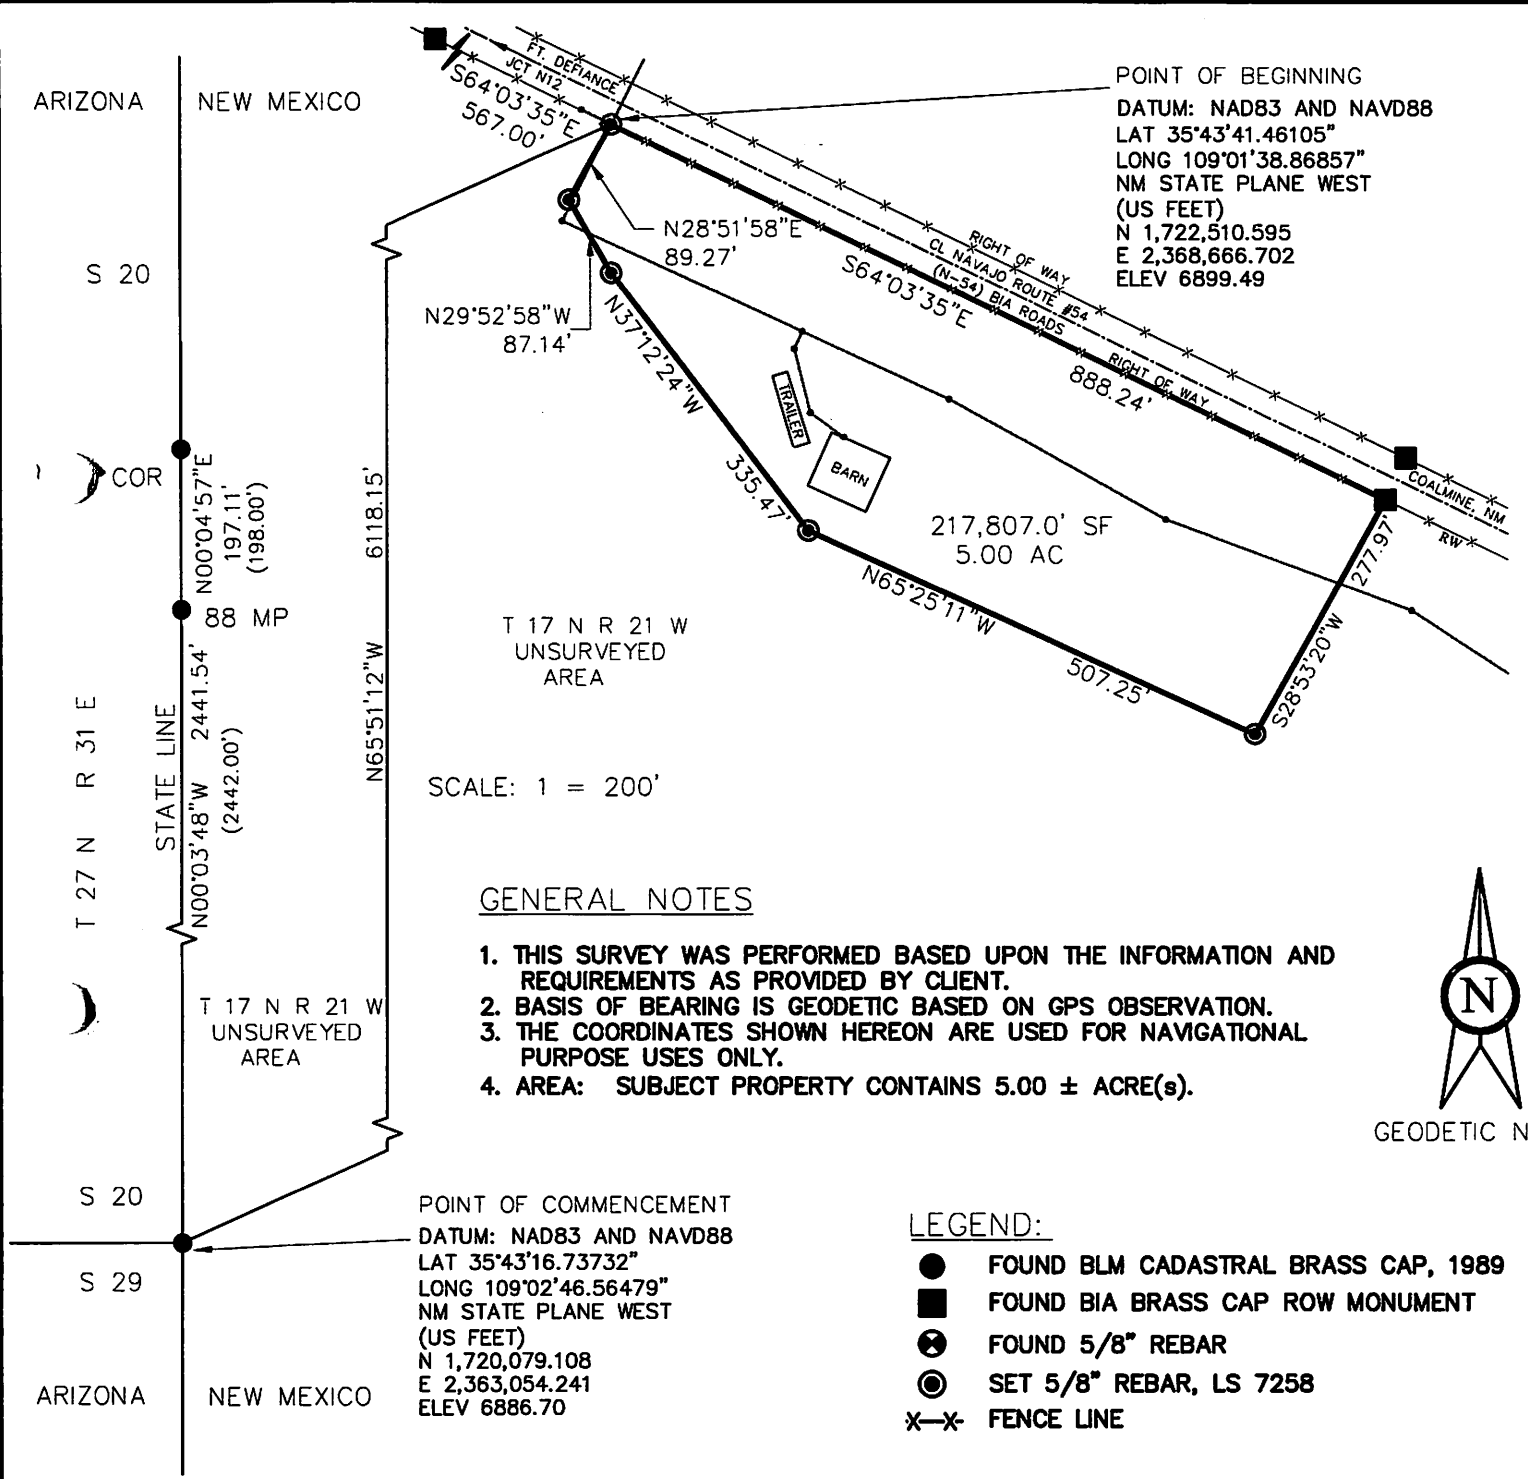 ARIZONA
NEW MEXICO
S 20
COR
N00°04'57"E
197.11'
(198.00')
88 MP
N00°03'48"W 2441.54'
(2442.00')
STATE LINE
T 27 N R 31 E
T 17 N R 21 W
UNSURVEYED
AREA
S 20
S 29
ARIZONA
NEW MEXICO
N65°51'12"W 6118.15'
S64°03'35"E
567.00'
FT. DEFIANCE
JCT N12
POINT OF BEGINNING
DATUM: NAD83 AND NAVD88
LAT 35°43'41.46105"
LONG 109°01'38.86857"
NM STATE PLANE WEST
(US FEET)
N 1,722,510.595
E 2,368,666.702
ELEV 6899.49
N28°51'58"E
89.27'
N29°52'58"W
87.14'
N37°12'24"W
335.47'
RIGHT OF WAY
CL NAVAJO ROUTE #54
(N-54) BIA ROADS
RIGHT OF WAY
S64°03'35"E
888.24'
TRAILER
BARN
217,807.0' SF
5.00 AC
COALMINE, NM
RW
277.97'
S28°53'20"W
N65°25'11"W
507.25'
T 17 N R 21 W
UNSURVEYED
AREA
SCALE: 1 = 200'
GENERAL NOTES
1. THIS SURVEY WAS PERFORMED BASED UPON THE INFORMATION AND
REQUIREMENTS AS PROVIDED BY CLIENT.
2. BASIS OF BEARING IS GEODETIC BASED ON GPS OBSERVATION.
3. THE COORDINATES SHOWN HEREON ARE USED FOR NAVIGATIONAL
PURPOSE USES ONLY.
4. AREA: SUBJECT PROPERTY CONTAINS 5.00 ± ACRE(s).
N
GEODETIC N
POINT OF COMMENCEMENT
DATUM: NAD83 AND NAVD88
LAT 35°43'16.73732"
LONG 109°02'46.56479"
NM STATE PLANE WEST
(US FEET)
N 1,720,079.108
E 2,363,054.241
ELEV 6886.70
LEGEND:
FOUND BLM CADASTRAL BRASS CAP, 1989
FOUND BIA BRASS CAP ROW MONUMENT
FOUND 5/8" REBAR
SET 5/8" REBAR, LS 7258
FENCE LINE